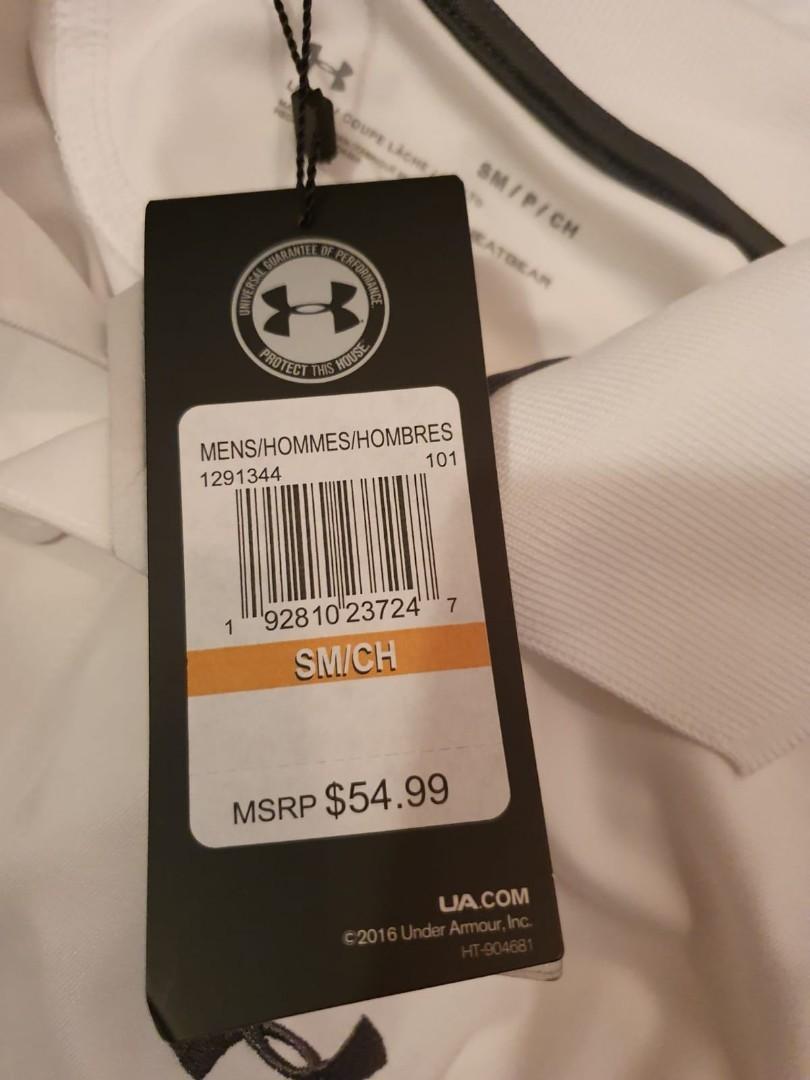 COUPE LÂCHE /
SM / P / CH
UNIVERSAL GUARANTEE OF PERFORMANCE.
PROTECT THIS HOUSE.
MENS/HOMMES/HOMBRES
1291344 101
1 92810 23724 7
SM/CH
MSRP $54.99
UA.COM
©2016 Under Armour, Inc.
HT-904681